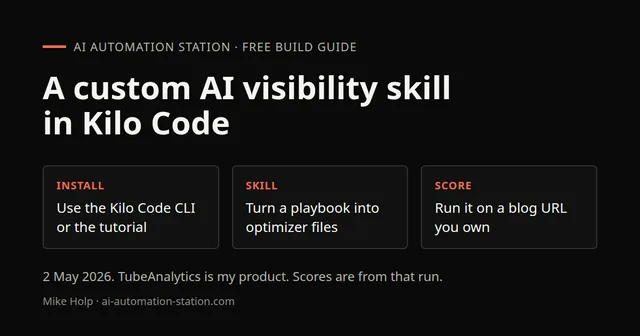 AI AUTOMATION STATION · FREE BUILD GUIDE
A custom AI visibility skill
in Kilo Code
INSTALL
Use the Kilo Code CLI
or the tutorial
SKILL
Turn a playbook into
optimizer files
SCORE
Run it on a blog URL
you own
2 May 2026. TubeAnalytics is my product. Scores are from that run.
Mike Holp · ai-automation-station.com